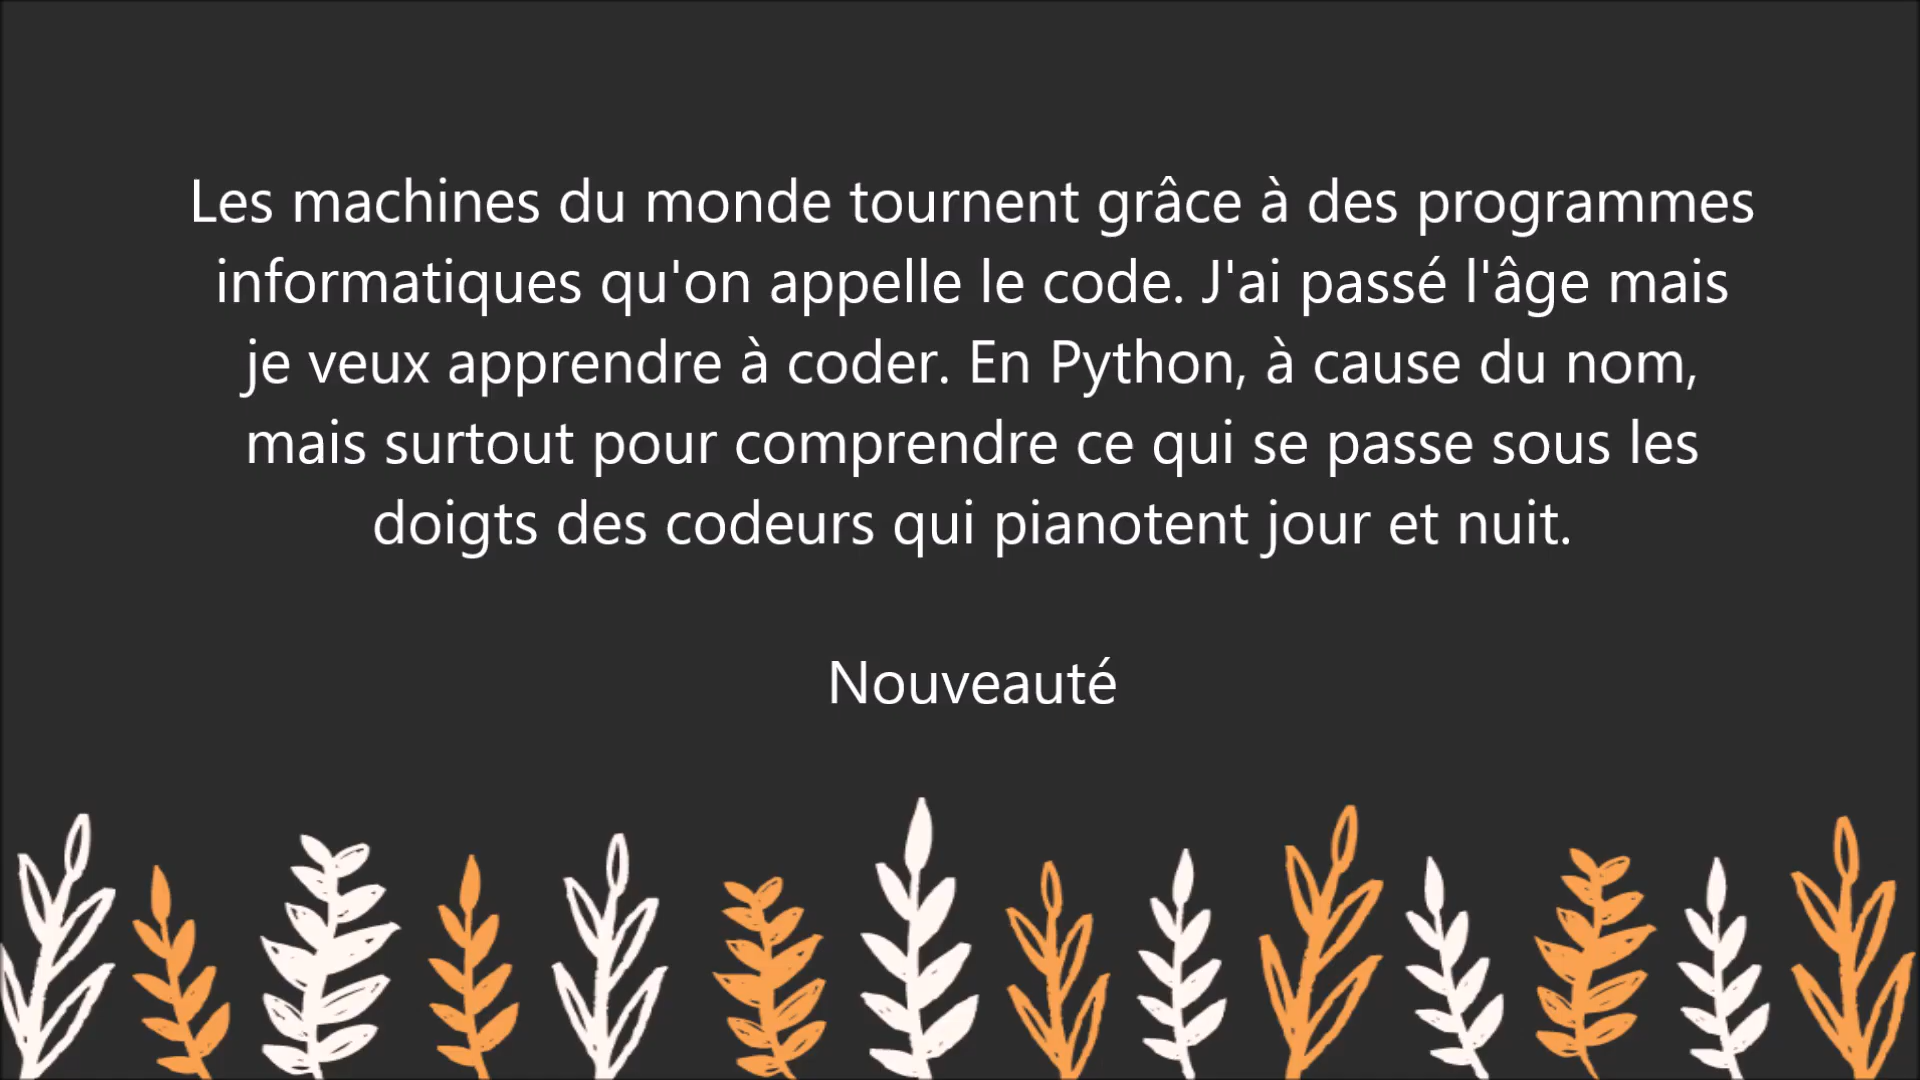 Les machines du monde tournent grâce à des programmes
informatiques qu'on appelle le code. J'ai passé l'âge mais
je veux apprendre à coder. En Python, à cause du nom,
mais surtout pour comprendre ce qui se passe sous les
doigts des codeurs qui pianotent jour et nuit.
Nouveauté